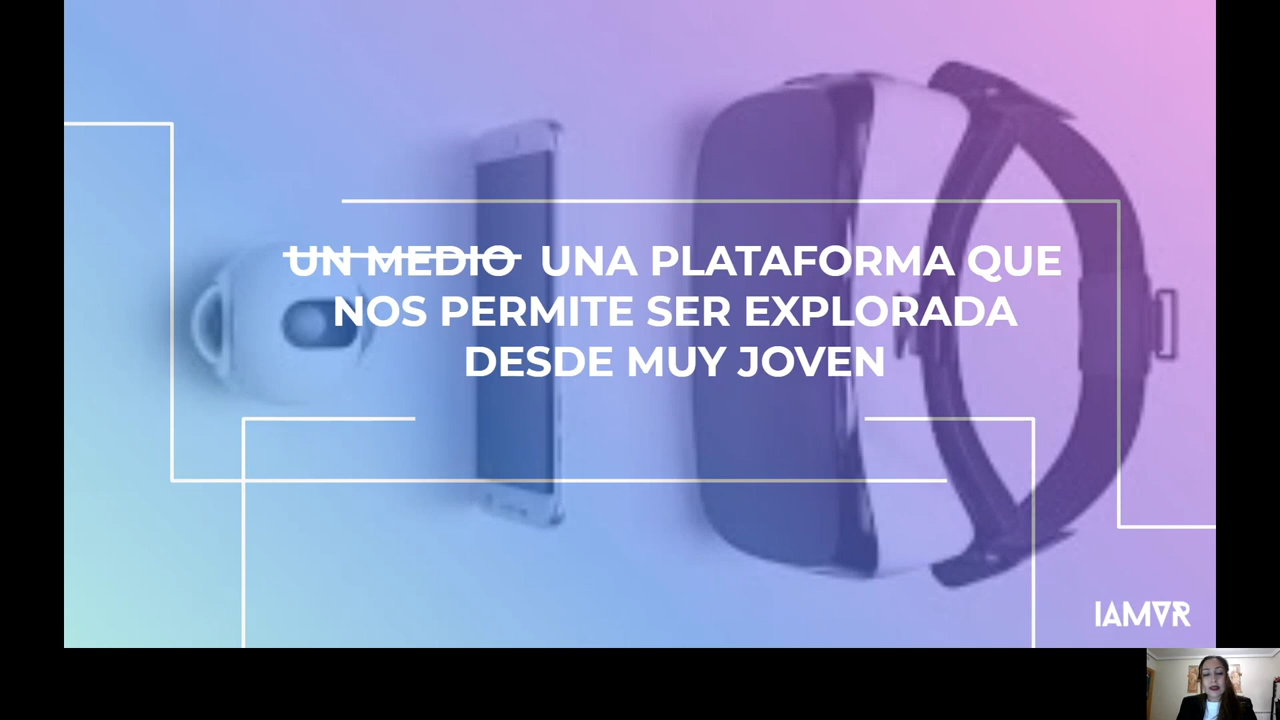 UN MEDIO UNA PLATAFORMA QUE
NOS PERMITE SER EXPLORADA
DESDE MUY JOVEN
IAMVR